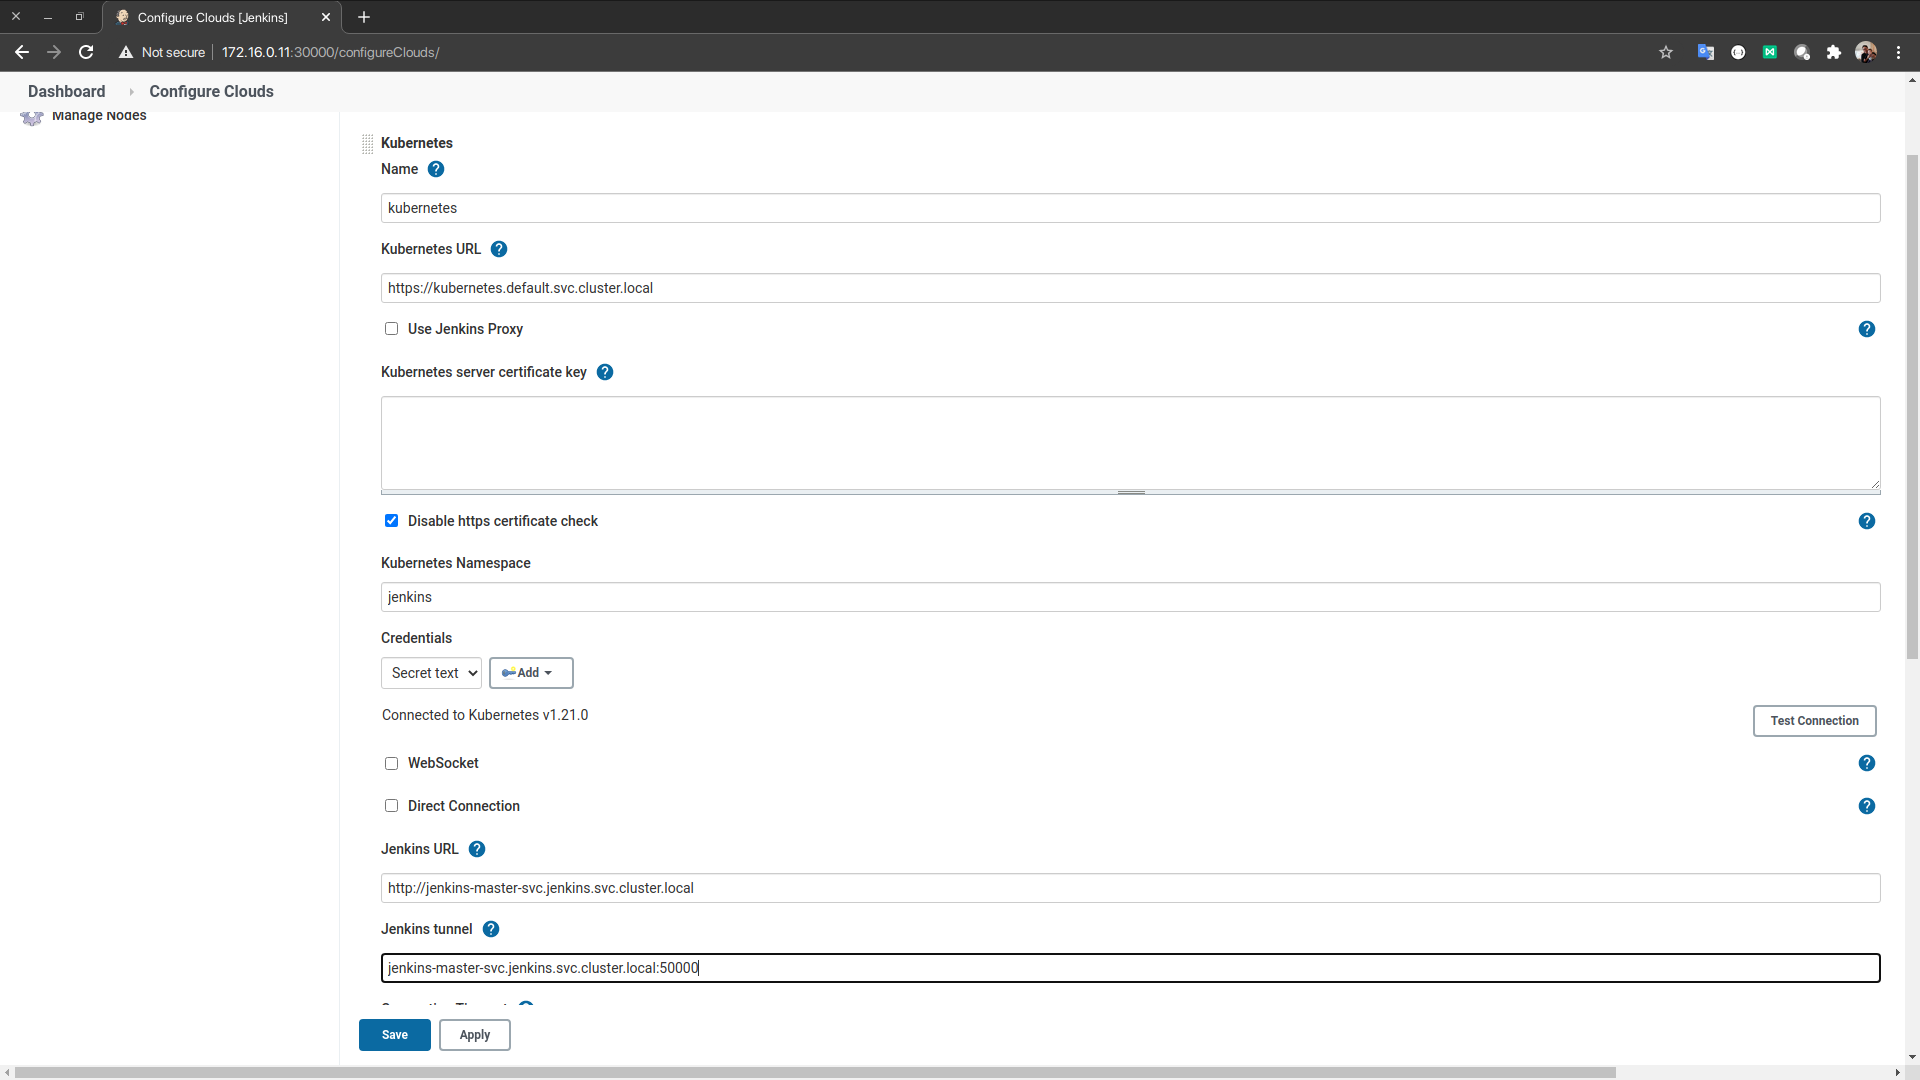 Configure Clouds [Jenkins]
Not secure
172.16.0.11:30000/configureClouds/
Dashboard
Configure Clouds
Manage Nodes
Kubernetes
Name ?
kubernetes
Kubernetes URL ?
https://kubernetes.default.svc.cluster.local
Use Jenkins Proxy ?
Kubernetes server certificate key ?
Disable https certificate check ?
Kubernetes Namespace
jenkins
Credentials
Secret text
Add
Connected to Kubernetes v1.21.0
Test Connection
WebSocket ?
Direct Connection ?
Jenkins URL ?
http://jenkins-master-svc.jenkins.svc.cluster.local
Jenkins tunnel ?
jenkins-master-svc.jenkins.svc.cluster.local:50000
Save
Apply